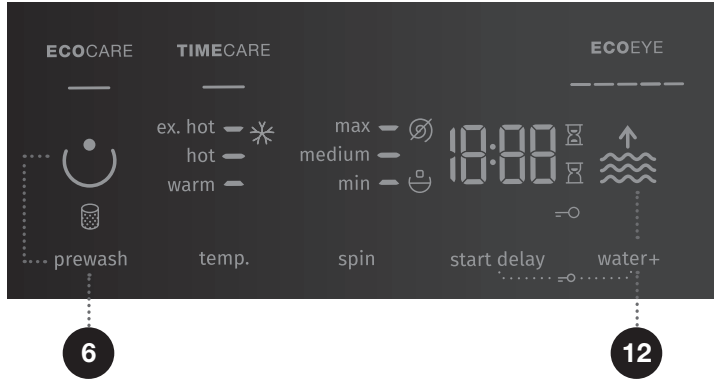 ECOCARE TIMECARE ECOEYE
ex. hot max 18:88
hot medium
warm min
prewash temp. spin start delay water+
6 12